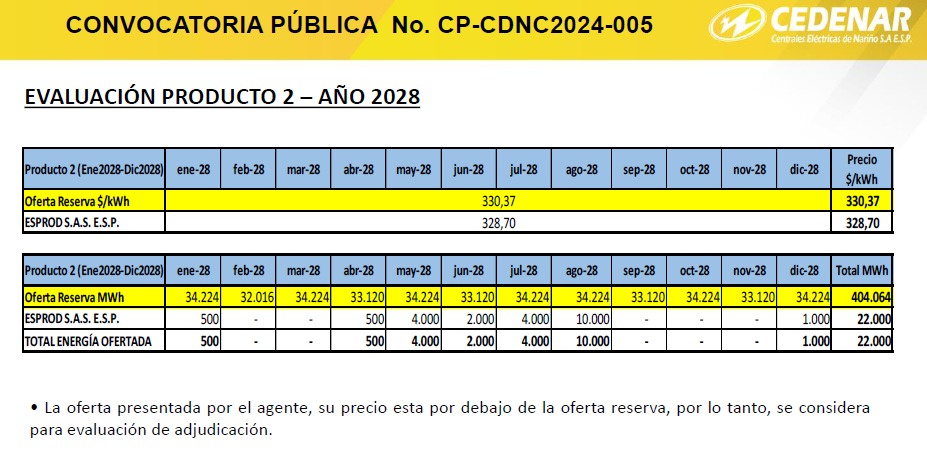 CONVOCATORIA PÚBLICA No. CP-CDNC2024-005
CEDENAR
Centrales Eléctricas de Nariño S.A E.S.P.
EVALUACIÓN PRODUCTO 2 – AÑO 2028
Producto 2 (Ene2028-Dic2028) ene-28 feb-28 mar-28 abr-28 may-28 jun-28 jul-28 ago-28 sep-28 oct-28 nov-28 dic-28 Precio $/kWh
Oferta Reserva $/kWh 330,37 330,37
ESPROD S.A.S. E.S.P. 328,70 328,70
Producto 2 (Ene2028-Dic2028) ene-28 feb-28 mar-28 abr-28 may-28 jun-28 jul-28 ago-28 sep-28 oct-28 nov-28 dic-28 Total MWh
Oferta Reserva MWh 34.224 32.016 34.224 33.120 34.224 33.120 34.224 34.224 33.120 34.224 33.120 34.224 404.064
ESPROD S.A.S. E.S.P. 500 - - 500 4.000 2.000 4.000 10.000 - - - 1.000 22.000
TOTAL ENERGÍA OFERTADA 500 - - 500 4.000 2.000 4.000 10.000 - - - 1.000 22.000
• La oferta presentada por el agente, su precio esta por debajo de la oferta reserva, por lo tanto, se considera
para evaluación de adjudicación.